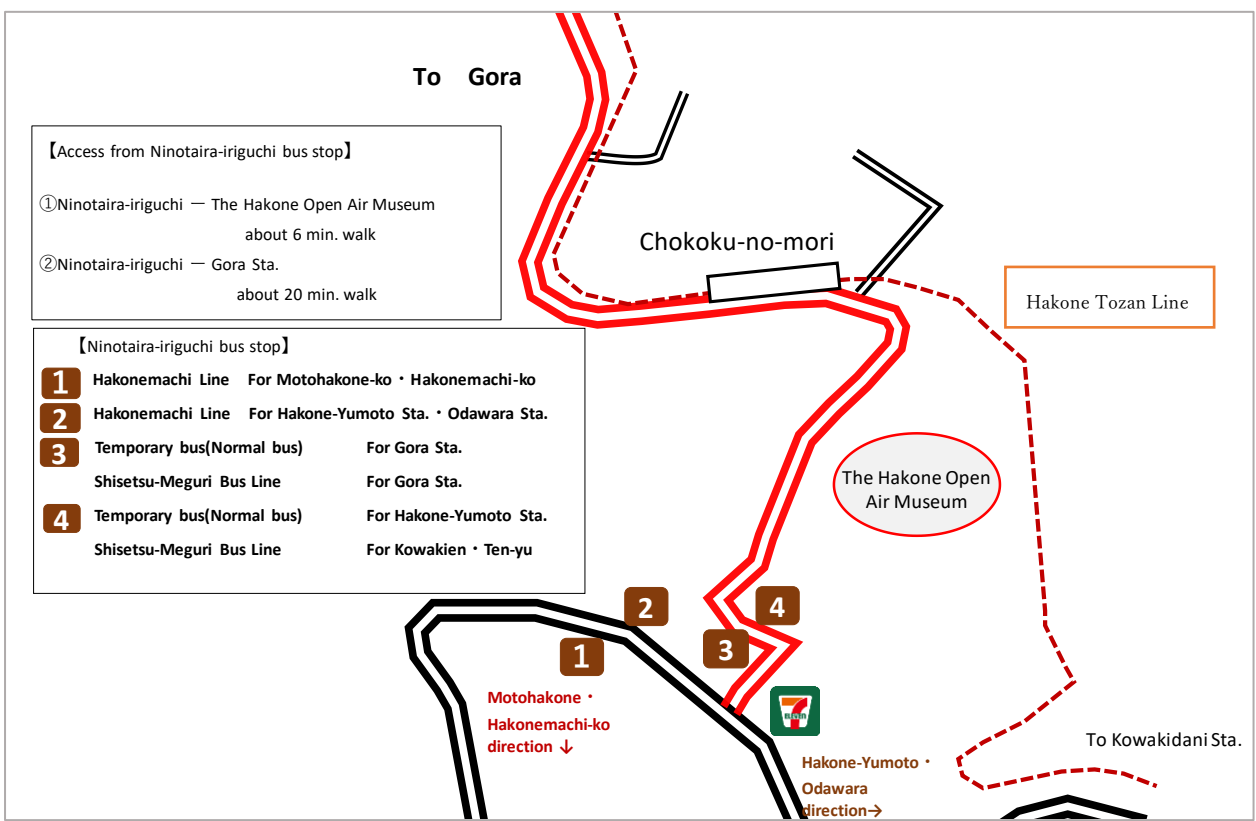 To Gora
【Access from Ninotaira-iriguchi bus stop】
①Ninotaira-iriguchi － The Hakone Open Air Museum
about 6 min. walk
②Ninotaira-iriguchi － Gora Sta.
about 20 min. walk
Chokoku-no-mori
Hakone Tozan Line
【Ninotaira-iriguchi bus stop】
1 Hakonemachi Line For Motohakone-ko・Hakonemachi-ko
2 Hakonemachi Line For Hakone-Yumoto Sta.・Odawara Sta.
3 Temporary bus(Normal bus) For Gora Sta.
Shisetsu-Meguri Bus Line For Gora Sta.
4 Temporary bus(Normal bus) For Hakone-Yumoto Sta.
Shisetsu-Meguri Bus Line For Kowakien・Ten-yu
The Hakone Open
Air Museum
2
4
1
3
7
ELEVEN
Motohakone・
Hakonemachi-ko
direction ↓
To Kowakidani Sta.
Hakone-Yumoto・
Odawara
direction→